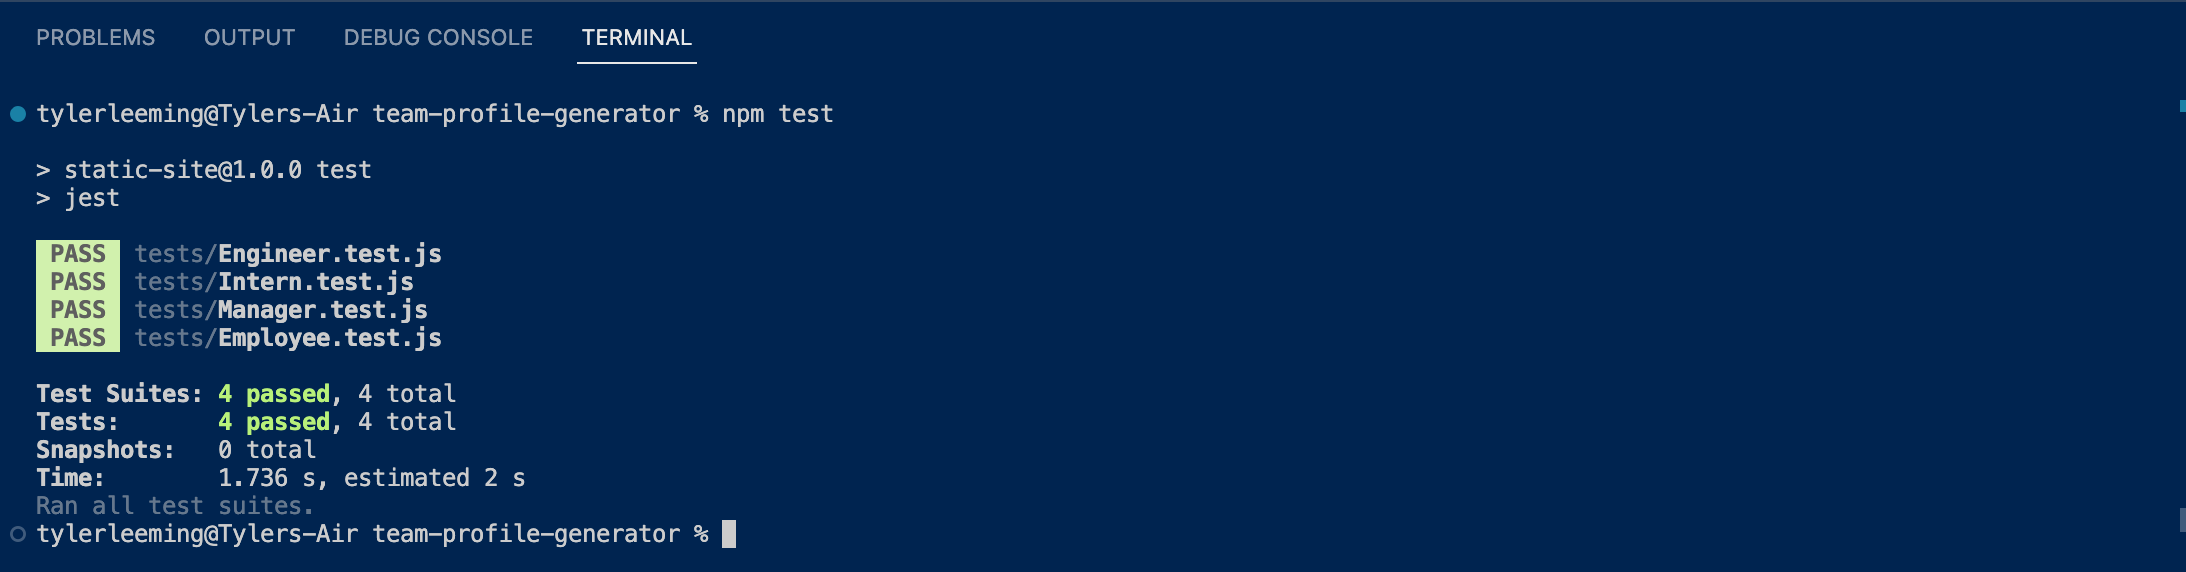 PROBLEMS OUTPUT DEBUG CONSOLE TERMINAL
tylerleeming@Tylers-Air team-profile-generator % npm test
> static-site@1.0.0 test
> jest
PASS tests/Engineer.test.js
PASS tests/Intern.test.js
PASS tests/Manager.test.js
PASS tests/Employee.test.js
Test Suites: 4 passed, 4 total
Tests: 4 passed, 4 total
Snapshots: 0 total
Time: 1.736 s, estimated 2 s
Ran all test suites.
tylerleeming@Tylers-Air team-profile-generator %